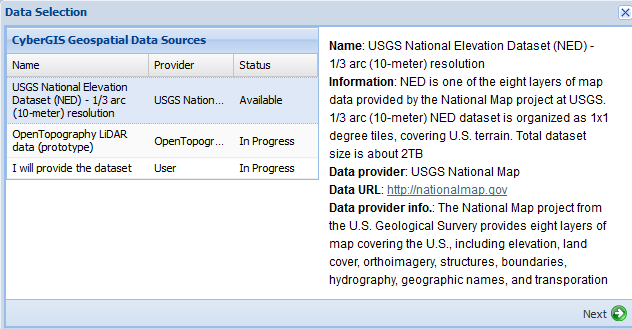 Data Selection
CyberGIS Geospatial Data Sources
Name Provider Status
USGS National Elevation
Dataset (NED) - 1/3 arc
(10-meter) resolution
USGS Nation...
Available
OpenTopography LiDAR
data (prototype)
OpenTopogr...
In Progress
I will provide the dataset
User
In Progress
Name: USGS National Elevation Dataset (NED) -
1/3 arc (10-meter) resolution
Information: NED is one of the eight layers of map
data provided by the National Map project at USGS.
1/3 arc (10-meter) NED dataset is organized as 1x1
degree tiles, covering U.S. terrain. Total dataset
size is about 2TB
Data provider: USGS National Map
Data URL: http://nationalmap.gov
Data provider info.: The National Map project from
the U.S. Geological Survery provides eight layers of
map covering the U.S., including elevation, land
cover, orthoimagery, structures, boundaries,
hydrography, geographic names, and transporation
Next